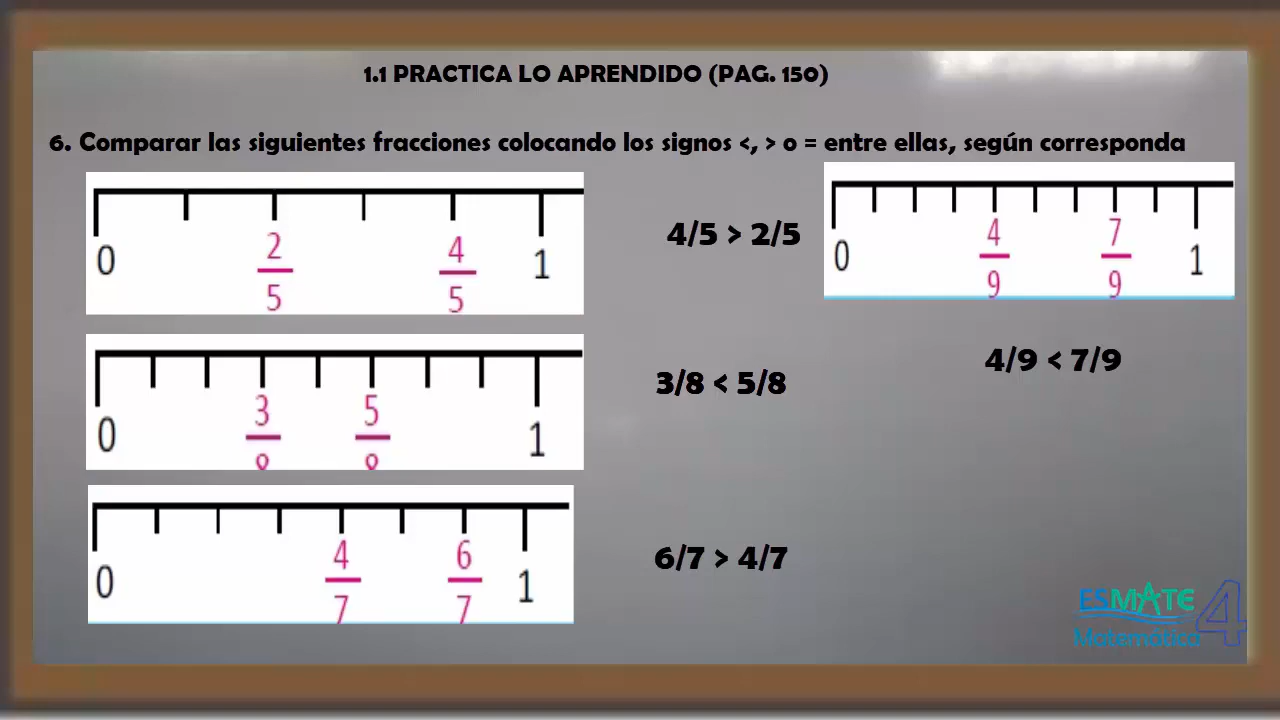 1.1 PRACTICA LO APRENDIDO (PAG. 150)
6. Comparar las siguientes fracciones colocando los signos <, > o = entre ellas, según corresponda
0 2/5 4/5 1
4/5 > 2/5
0 3/8 5/8 1
3/8 < 5/8
0 4/7 6/7 1
6/7 > 4/7
0 4/9 7/9 1
4/9 < 7/9
ESMATE 4
Matemática